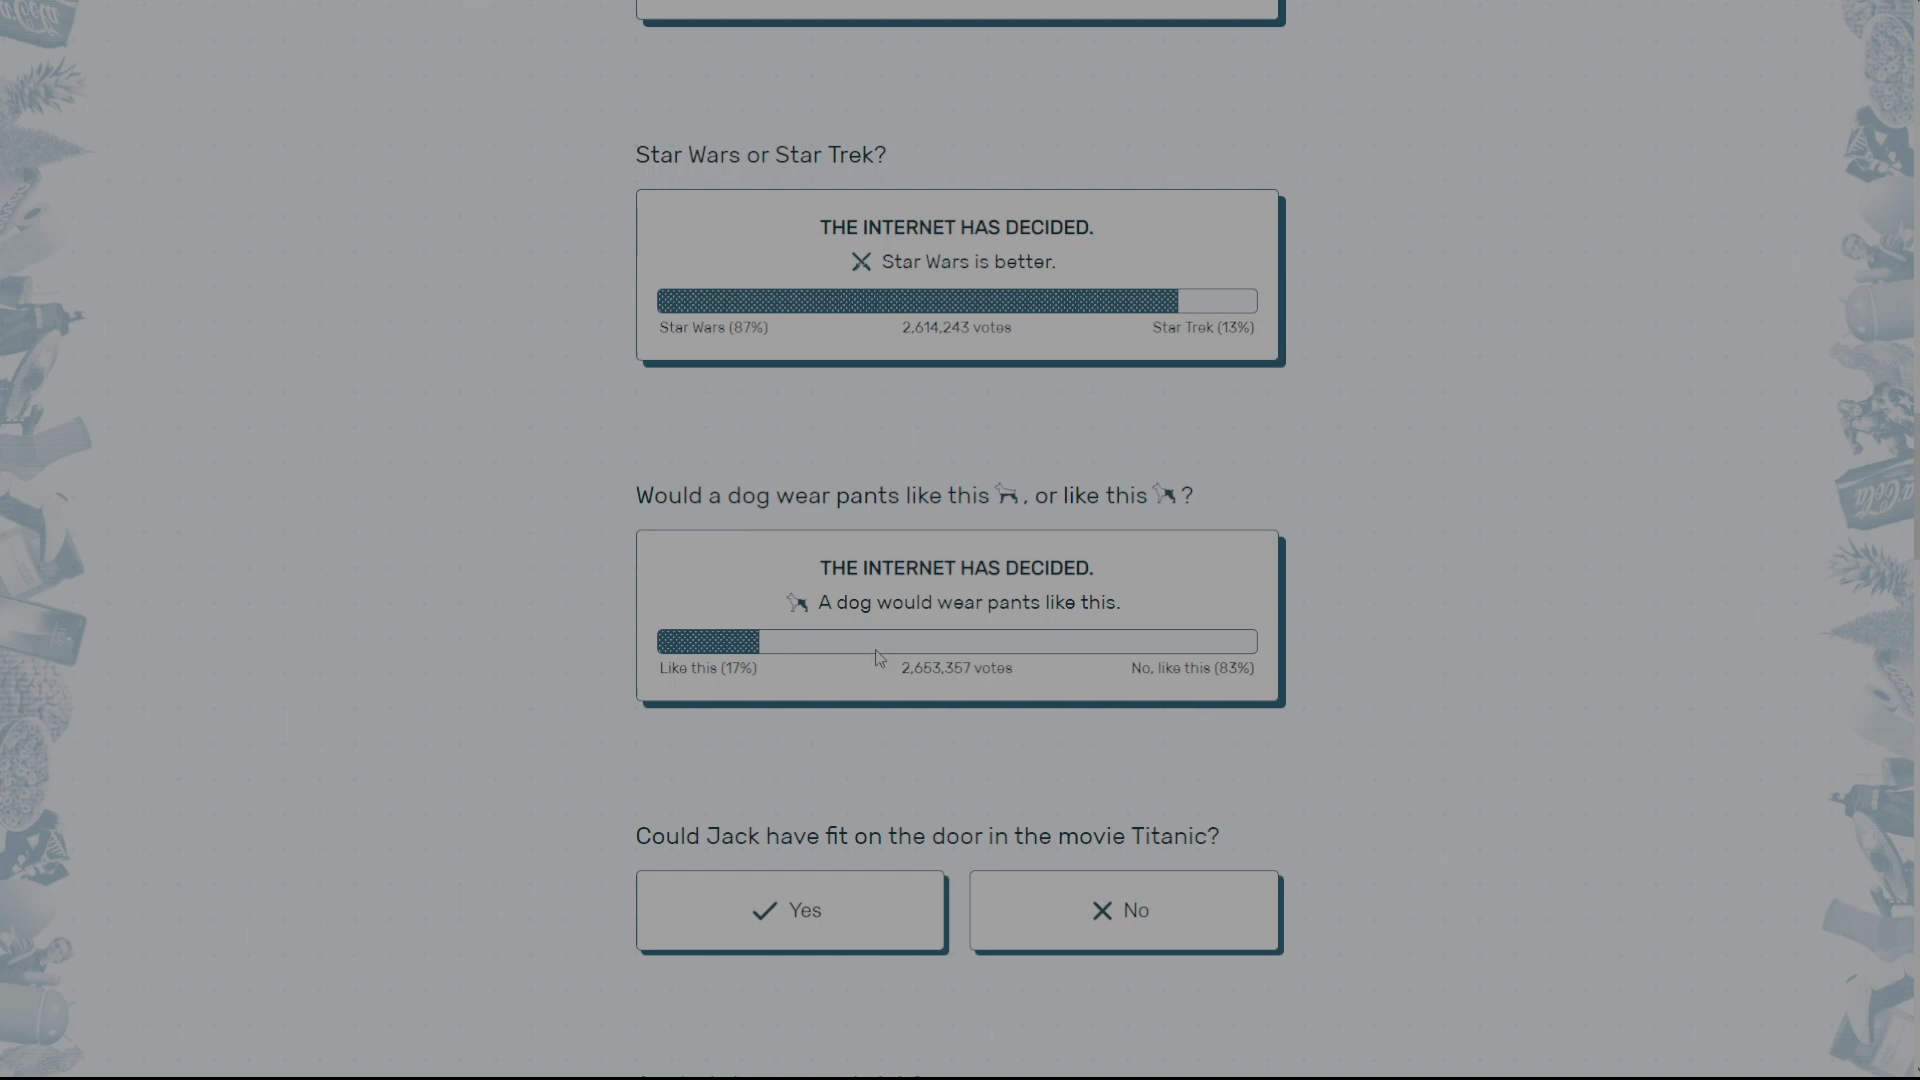 Star Wars or Star Trek?
THE INTERNET HAS DECIDED.
Star Wars is better.
Star Wars (87%) 2,614,243 votes Star Trek (13%)
Would a dog wear pants like this , or like this ?
THE INTERNET HAS DECIDED.
A dog would wear pants like this.
Like this (17%) 2,653,357 votes No, like this (83%)
Could Jack have fit on the door in the movie Titanic?
Yes No